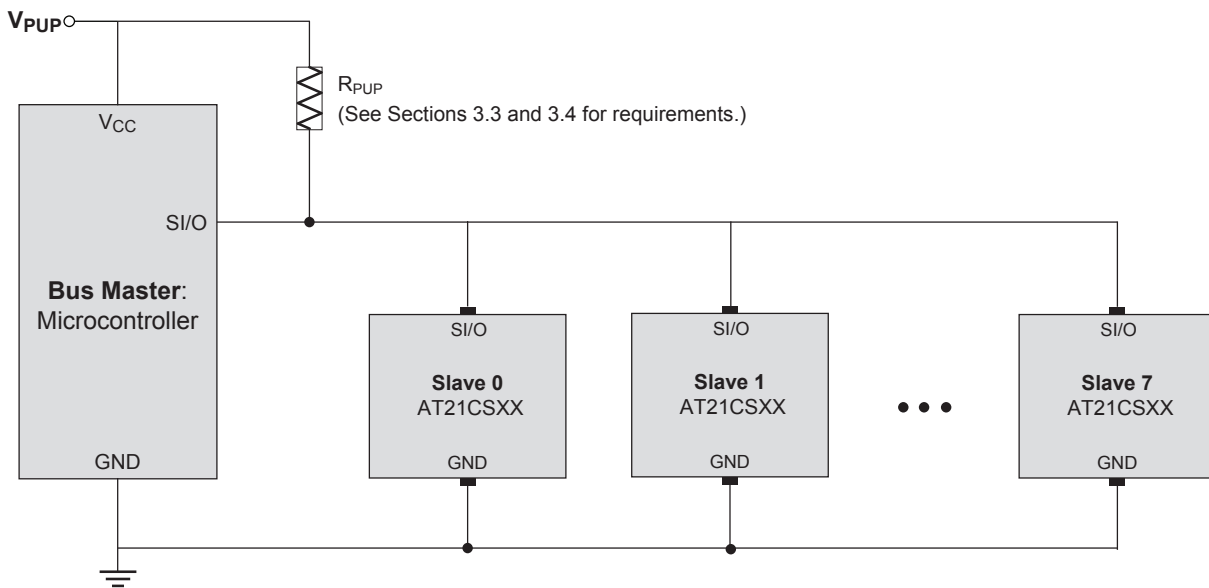 VPUP
RPUP
(See Sections 3.3 and 3.4 for requirements.)
VCC
SI/O
Bus Master:
Microcontroller
GND
SI/O
Slave 0
AT21CSXX
GND
SI/O
Slave 1
AT21CSXX
GND
SI/O
Slave 7
AT21CSXX
GND